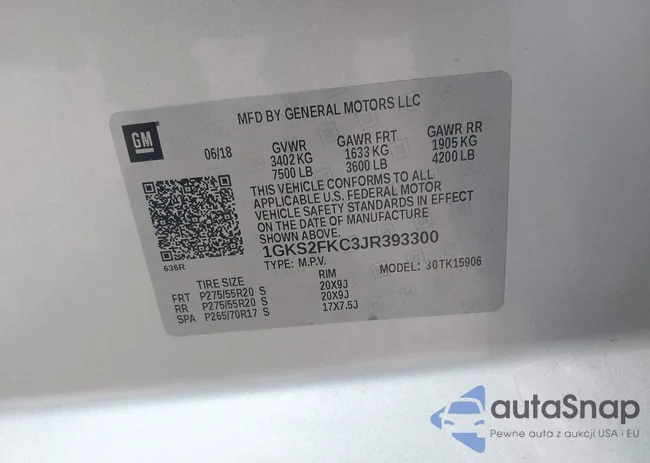 MFD BY GENERAL MOTORS LLC
GM
06/18 GVWR GAWR FRT GAWR RR
3402 KG 1633 KG 1905 KG
7500 LB 3600 LB 4200 LB
THIS VEHICLE CONFORMS TO ALL
APPLICABLE U.S. FEDERAL MOTOR
VEHICLE SAFETY STANDARDS IN EFFECT
ON THE DATE OF MANUFACTURE
SHOWN ABOVE.
1GKS2FKC3JR393300
636R TYPE: M.P.V. MODEL: 30TK15906
TIRE SIZE RIM
FRT P275/55R20 S 20X9J
RR P275/55R20 S 20X9J
SPA P265/70R17 S 17X7.5J
autaSnap
Pewne auta z aukcji USA i EU